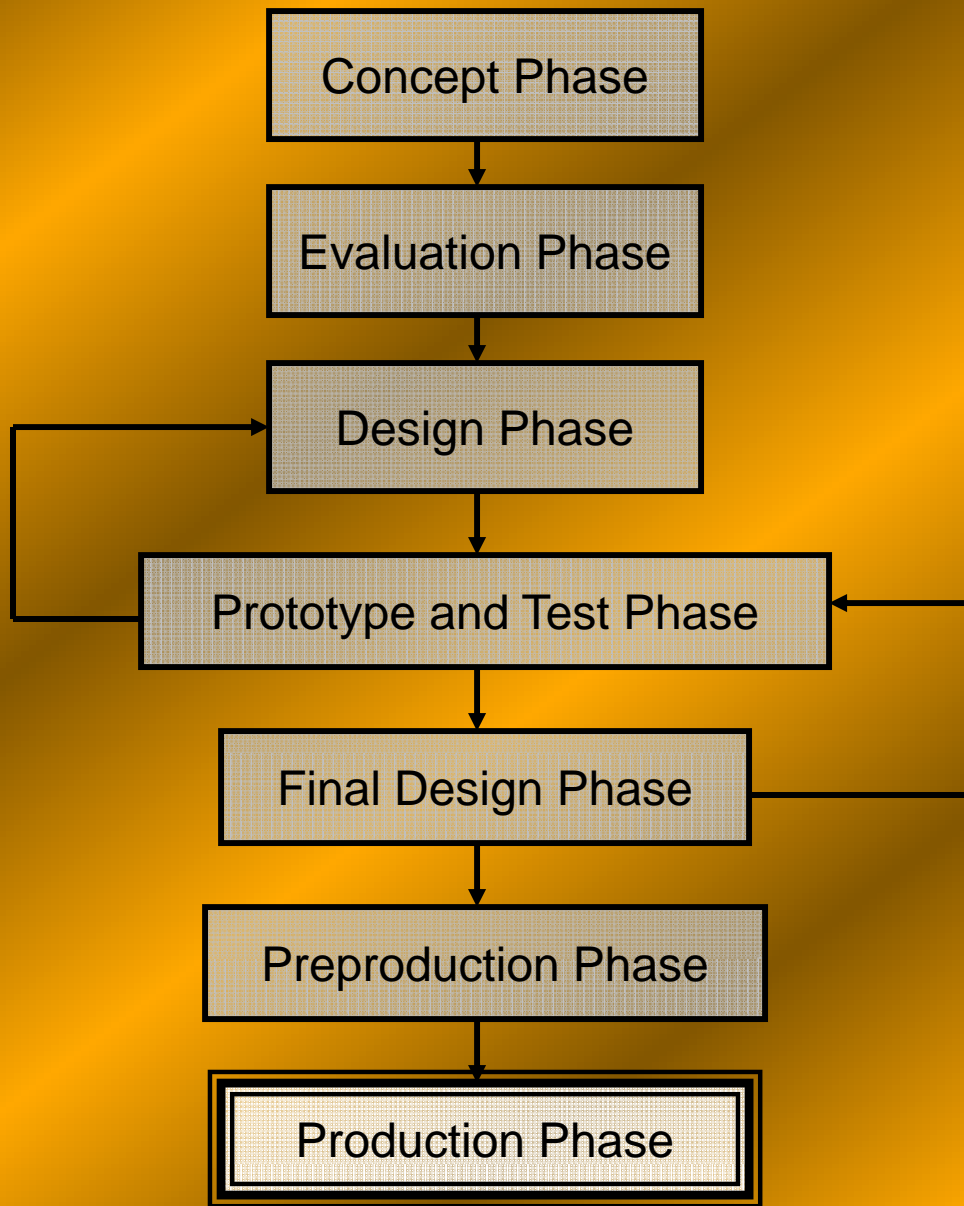 Concept Phase
Evaluation Phase
Design Phase
Prototype and Test Phase
Final Design Phase
Preproduction Phase
Production Phase